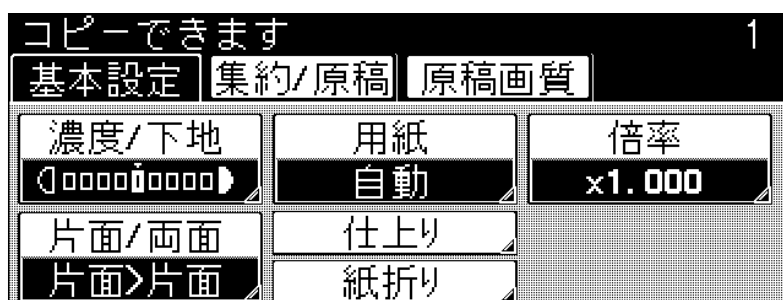 コピーできます 1
基本設定 集約/原稿 原稿画質
濃度/下地 用紙 倍率
自動 x1.000
片面/両面 仕上り
片面>片面 紙折り